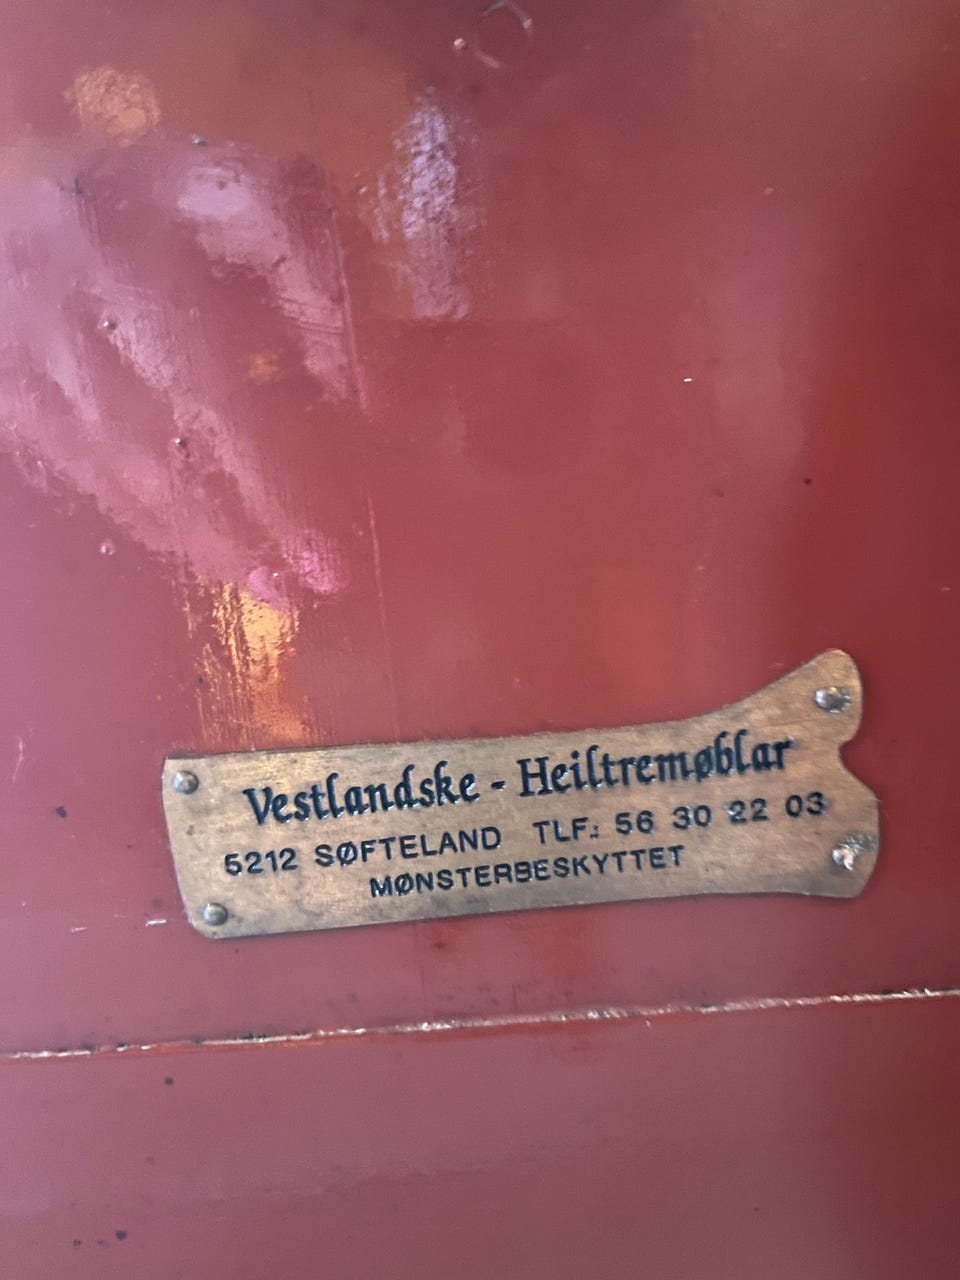 Vestlandske - Heiltremøblar
5212 SØFTELAND TLF.: 56 30 22 03
MØNSTERBESKYTTET